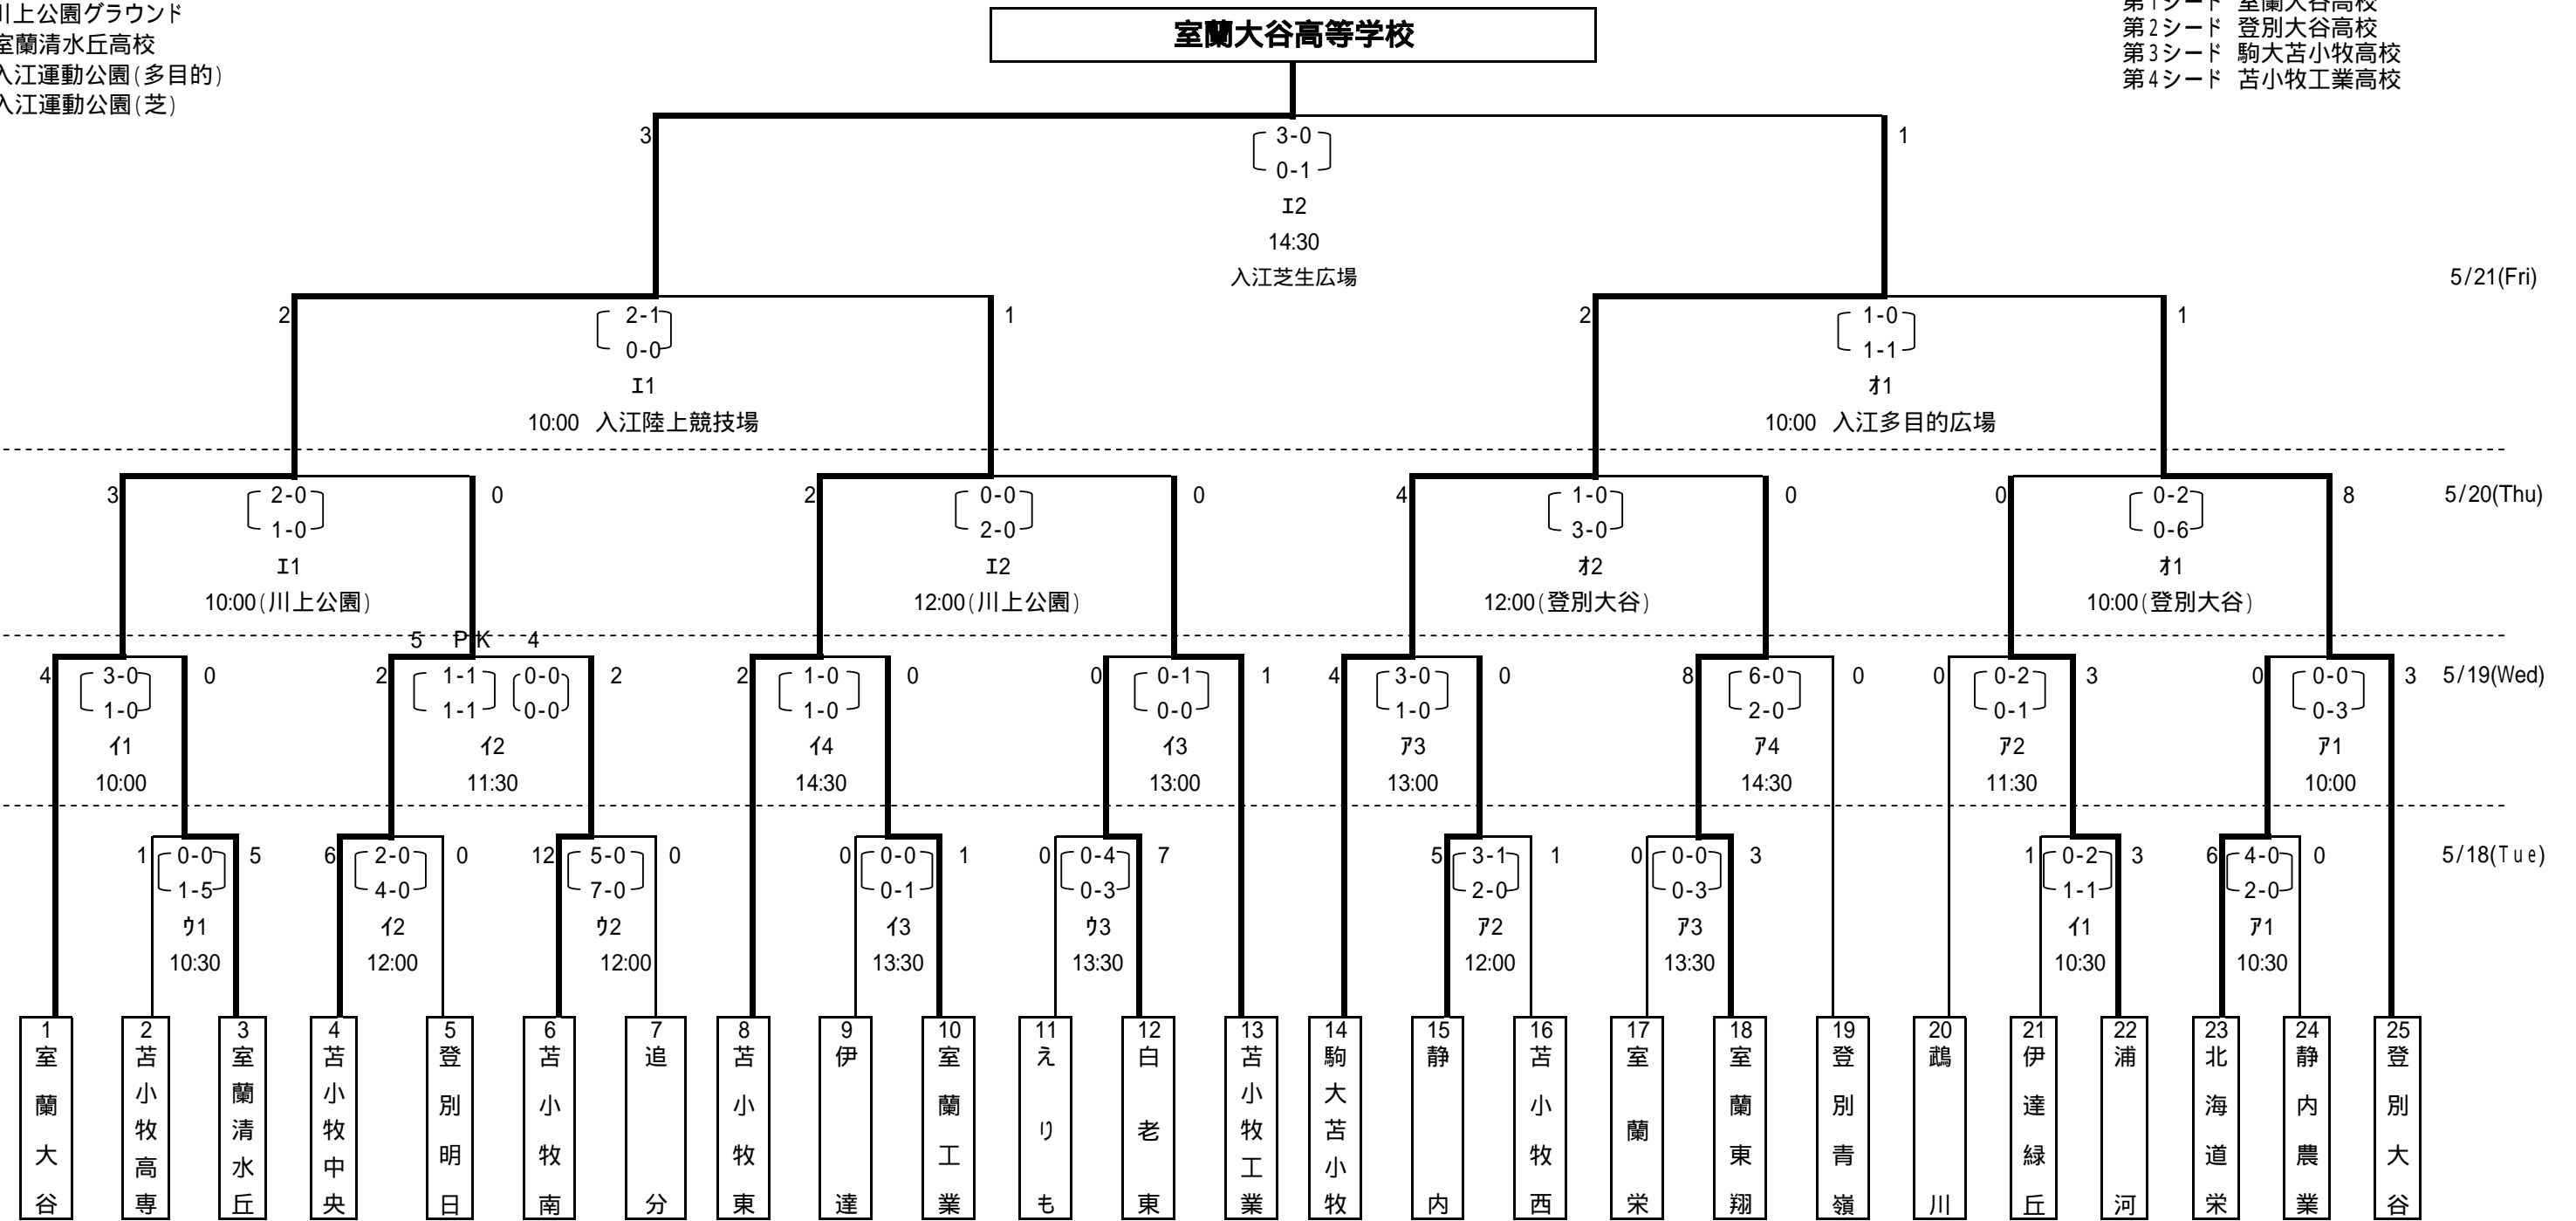 川上公園グラウンド
室蘭清水丘高校
入江運動公園(多目的)
入江運動公園(芝)
室蘭大谷高等学校
第1シード 室蘭大谷高校
第2シード 登別大谷高校
第3シード 駒大苫小牧高校
第4シード 苫小牧工業高校
3 3-0 1
0-1
エ2
14:30
入江芝生広場
5/21(Fri)
2 2-1 1 2 1-0 1
0-0 1-1
エ1 オ1
10:00 入江陸上競技場 10:00 入江多目的広場
3 2-0 0 2 0-0 0 4 1-0 0 0 0-2 8 5/20(Thu)
1-0 2-0 3-0 0-6
エ1 エ2 オ2 オ1
10:00(川上公園) 12:00(川上公園) 12:00(登別大谷) 10:00(登別大谷)
5 PK 4
4 3-0 0 2 1-1 0-0 2 2 1-0 0 0 0-1 1 4 3-0 0 8 6-0 0 0 0-2 3 0 0-0 3 5/19(Wed)
1-0 1-1 0-0 1-0 0-0 1-0 2-0 0-1 0-3
イ1 イ2 イ4 イ3 ア3 ア4 ア2 ア1
10:00 11:30 14:30 13:00 13:00 14:30 11:30 10:00
1 0-0 5 6 2-0 0 12 5-0 0 0 0-0 1 0 0-4 7 5 3-1 1 0 0-0 3 1 0-2 3 6 4-0 0 5/18(Tue)
1-5 4-0 7-0 0-1 0-3 2-0 0-3 1-1 2-0
ウ1 イ2 ウ2 イ3 ウ3 ア2 ア3 イ1 ア1
10:30 12:00 12:00 13:30 13:30 12:00 13:30 10:30 10:30
1 室蘭大谷
2 苫小牧高専
3 室蘭清水丘
4 苫小牧中央
5 登別明日
6 苫小牧南
7 追分
8 苫小牧東
9 伊達
10 室蘭工業
11 えりも
12 白老東
13 苫小牧工業
14 駒大苫小牧
15 静内
16 苫小牧西
17 室蘭栄
18 室蘭東翔
19 登別青嶺
20 鵡川
21 伊達緑丘
22 浦河
23 北海道栄
24 静内農業
25 登別大谷